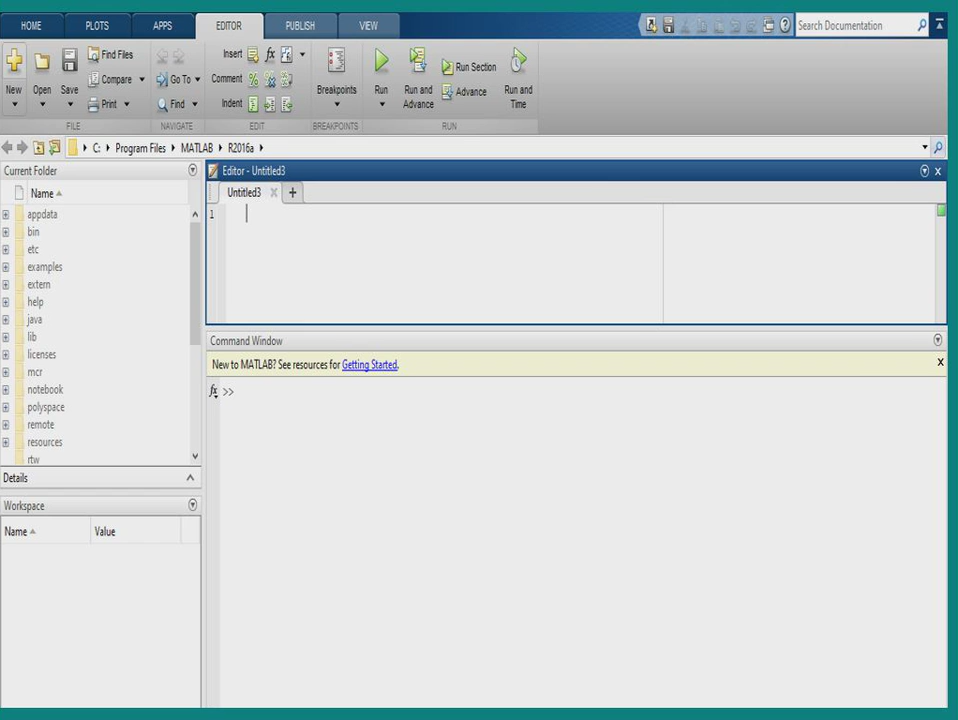 HOME PLOTS APPS EDITOR PUBLISH VIEW Search Documentation
New Open Save Find Files Compare Print
FILE
Go To Find
NAVIGATE
Insert fx
Comment %
Indent
EDIT
Breakpoints
BREAKPOINTS
Run Run and Advance Run Section Advance Run and Time
RUN
C: Program Files MATLAB R2016a
Current Folder
Name
appdata
bin
etc
examples
extern
help
java
lib
licenses
mcr
notebook
polyspace
remote
resources
rtw
Details
Workspace
Name Value
Editor - Untitled3
Untitled3 +
1
Command Window
New to MATLAB? See resources for Getting Started.
fx >>